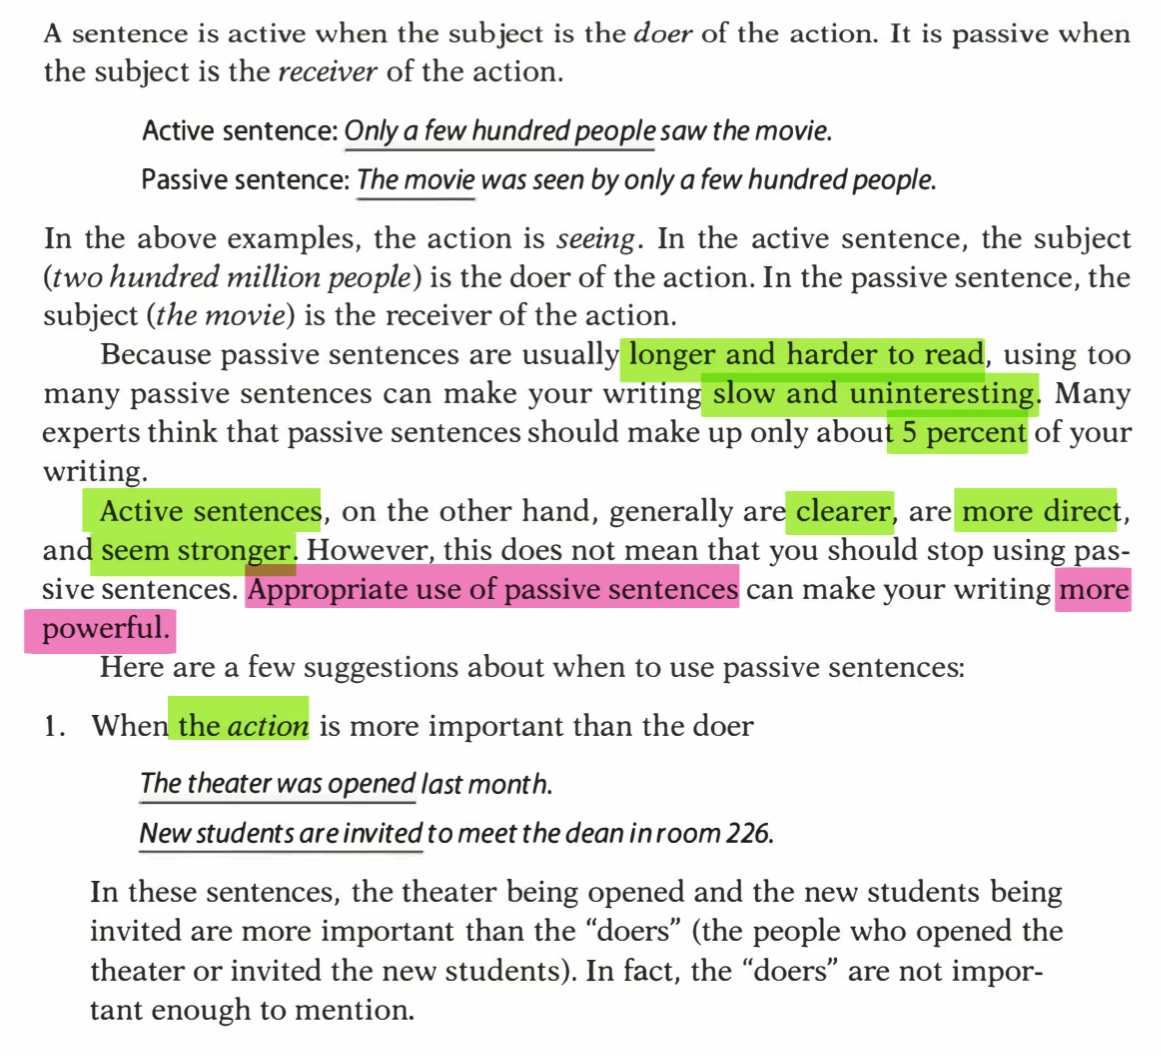 A sentence is active when the subject is the doer of the action. It is passive when
the subject is the receiver of the action.
Active sentence: Only a few hundred people saw the movie.
Passive sentence: The movie was seen by only a few hundred people.
In the above examples, the action is seeing. In the active sentence, the subject
(two hundred million people) is the doer of the action. In the passive sentence, the
subject (the movie) is the receiver of the action.
Because passive sentences are usually longer and harder to read, using too
many passive sentences can make your writing slow and uninteresting. Many
experts think that passive sentences should make up only about 5 percent of your
writing.
Active sentences, on the other hand, generally are clearer, are more direct,
and seem stronger. However, this does not mean that you should stop using pas-
sive sentences. Appropriate use of passive sentences can make your writing more
powerful.
Here are a few suggestions about when to use passive sentences:
1. When the action is more important than the doer
The theater was opened last month.
New students are invited to meet the dean in room 226.
In these sentences, the theater being opened and the new students being
invited are more important than the “doers” (the people who opened the
theater or invited the new students). In fact, the “doers” are not impor-
tant enough to mention.